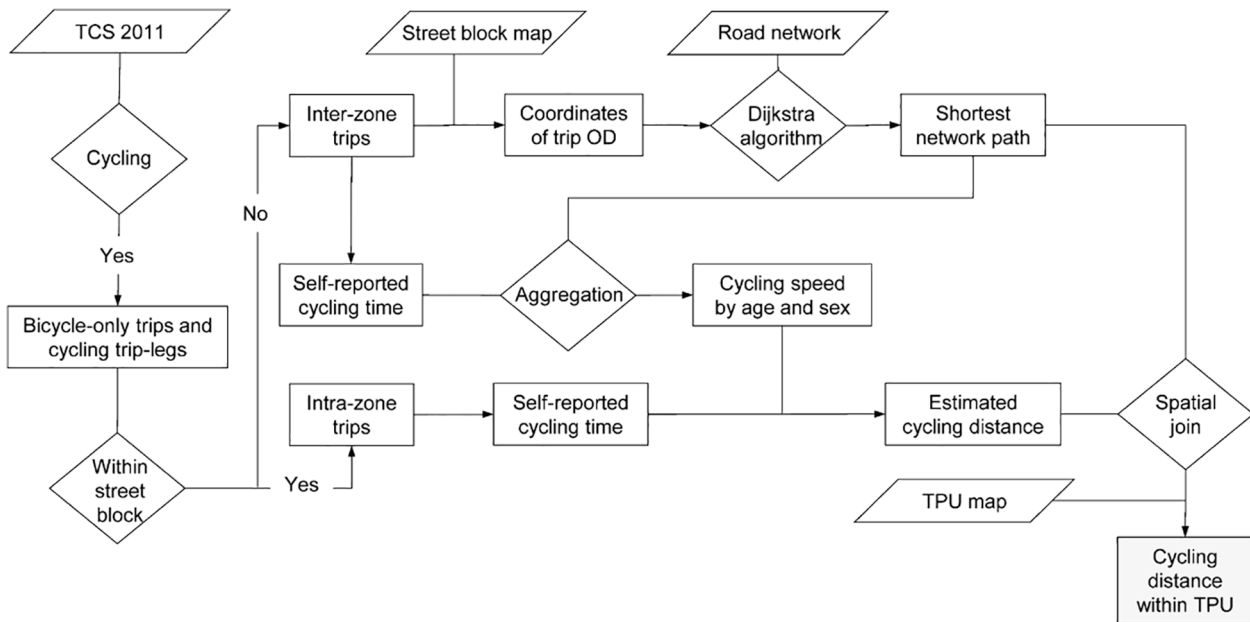 TCS 2011
Street block map
Road network
Inter-zone
trips
Coordinates
of trip OD
Dijkstra
algorithm
Shortest
network path
Cycling
No
Yes
Self-reported
cycling time
Aggregation
Cycling speed
by age and sex
Bicycle-only trips and
cycling trip-legs
Intra-zone
trips
Self-reported
cycling time
Estimated
cycling distance
Spatial
join
Within
street
block
Yes
TPU map
Cycling
distance
within TPU